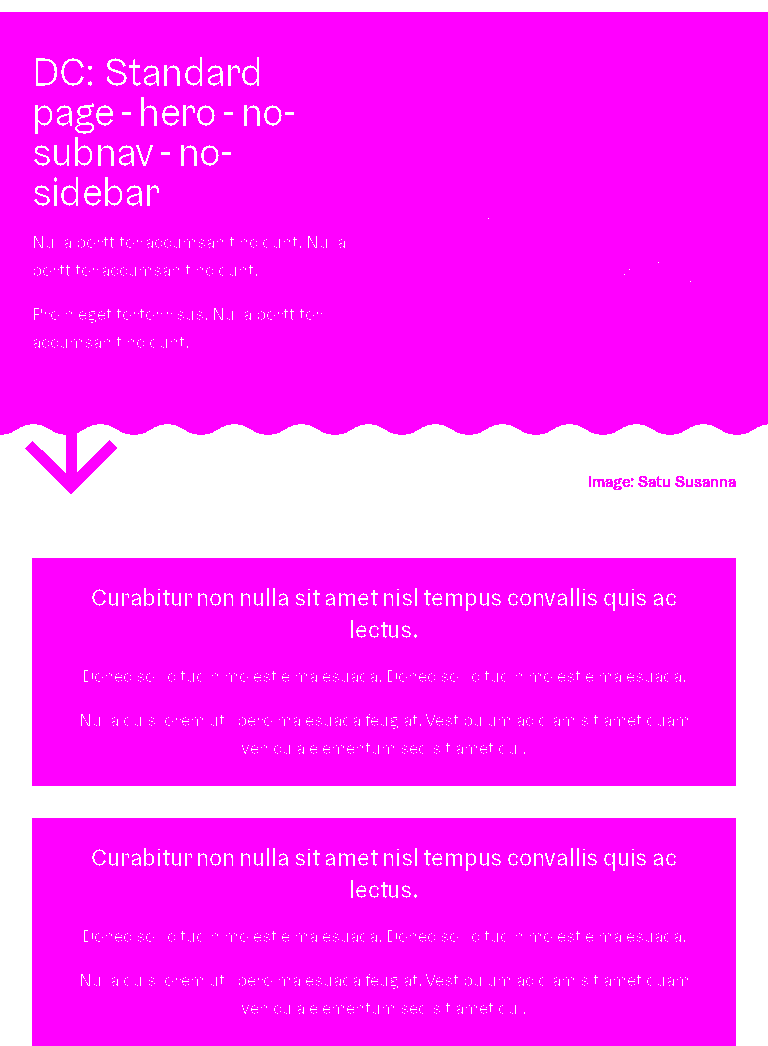 DC: Standard
page - hero - no-
subnav - no-
sidebar
Nulla porttitor accumsan tincidunt. Nulla
porttitor accumsan tincidunt.
Proin eget tortor risus. Nulla porttitor
accumsan tincidunt.
Image: Satu Susanna
Curabitur non nulla sit amet nisl tempus convallis quis ac
lectus.
Donec sollicitudin molestie malesuada. Donec sollicitudin molestie malesuada.
Nulla quis lorem ut libero malesuada feugiat. Vestibulum ac diam sit amet quam
vehicula elementum sed sit amet dui.
Curabitur non nulla sit amet nisl tempus convallis quis ac
lectus.
Donec sollicitudin molestie malesuada. Donec sollicitudin molestie malesuada.
Nulla quis lorem ut libero malesuada feugiat. Vestibulum ac diam sit amet quam
vehicula elementum sed sit amet dui.